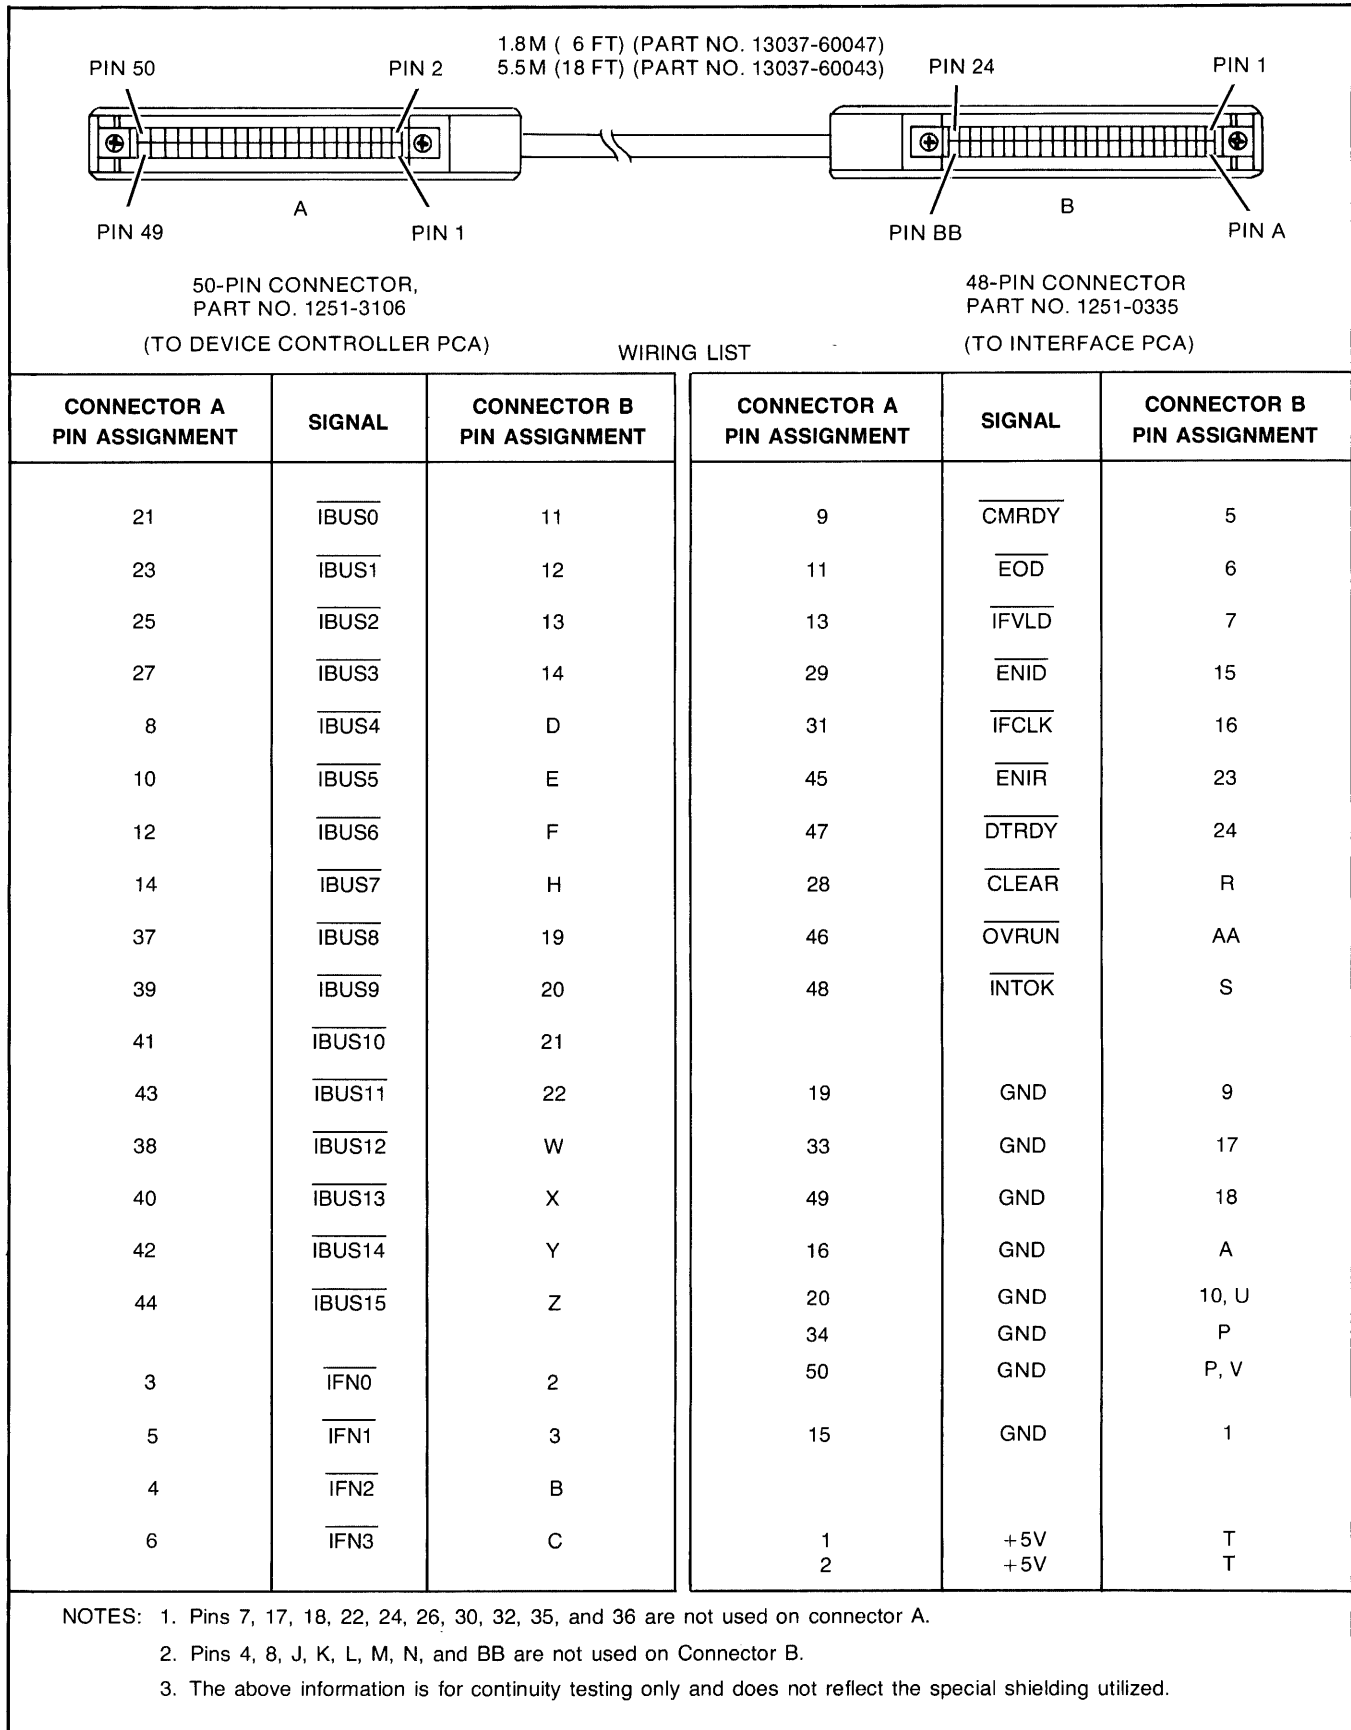 1.8M ( 6 FT) (PART NO. 13037-60047)
5.5M (18 FT) (PART NO. 13037-60043)
PIN 50 PIN 2 PIN 24 PIN 1
A B
PIN 49 PIN 1 PIN BB PIN A
50-PIN CONNECTOR,
PART NO. 1251-3106
(TO DEVICE CONTROLLER PCA)
48-PIN CONNECTOR
PART NO. 1251-0335
(TO INTERFACE PCA)
WIRING LIST
CONNECTOR A PIN ASSIGNMENT SIGNAL CONNECTOR B PIN ASSIGNMENT CONNECTOR A PIN ASSIGNMENT SIGNAL CONNECTOR B PIN ASSIGNMENT
21 IBUS0 11 9 CMRDY 5
23 IBUS1 12 11 EOD 6
25 IBUS2 13 13 IFVLD 7
27 IBUS3 14 29 ENID 15
8 IBUS4 D 31 IFCLK 16
10 IBUS5 E 45 ENIR 23
12 IBUS6 F 47 DTRDY 24
14 IBUS7 H 28 CLEAR R
37 IBUS8 19 46 OVRUN AA
39 IBUS9 20 48 INTOK S
41 IBUS10 21
43 IBUS11 22 19 GND 9
38 IBUS12 W 33 GND 17
40 IBUS13 X 49 GND 18
42 IBUS14 Y 16 GND A
44 IBUS15 Z 20 GND 10, U
34 GND P
3 IFN0 2 50 GND P, V
5 IFN1 3 15 GND 1
4 IFN2 B
6 IFN3 C 1 +5V T
2 +5V T
NOTES: 1. Pins 7, 17, 18, 22, 24, 26, 30, 32, 35, and 36 are not used on connector A.
2. Pins 4, 8, J, K, L, M, N, and BB are not used on Connector B.
3. The above information is for continuity testing only and does not reflect the special shielding utilized.